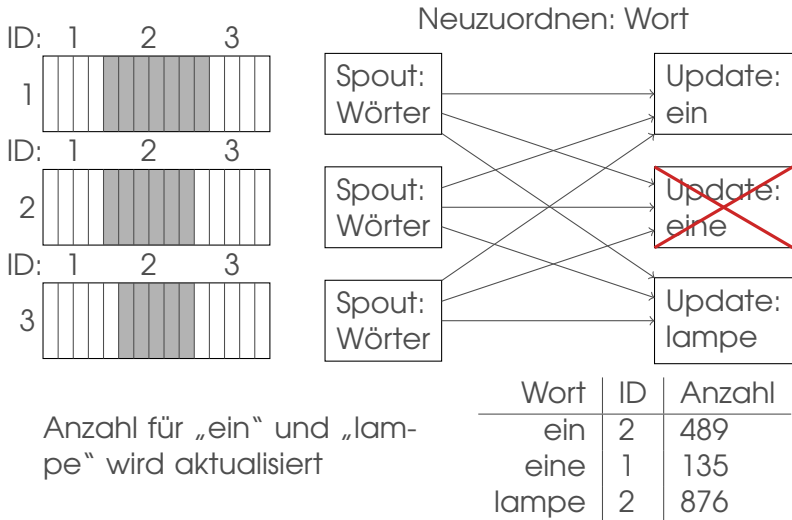 Neuzuordnen: Wort
ID: 1 2 3
1
ID: 1 2 3
2
ID: 1 2 3
3
Spout:
Wörter
Spout:
Wörter
Spout:
Wörter
Update:
ein
Update:
eine
Update:
lampe
Anzahl für „ein“ und „lam-
pe“ wird aktualisiert
Wort ID Anzahl
ein 2 489
eine 1 135
lampe 2 876